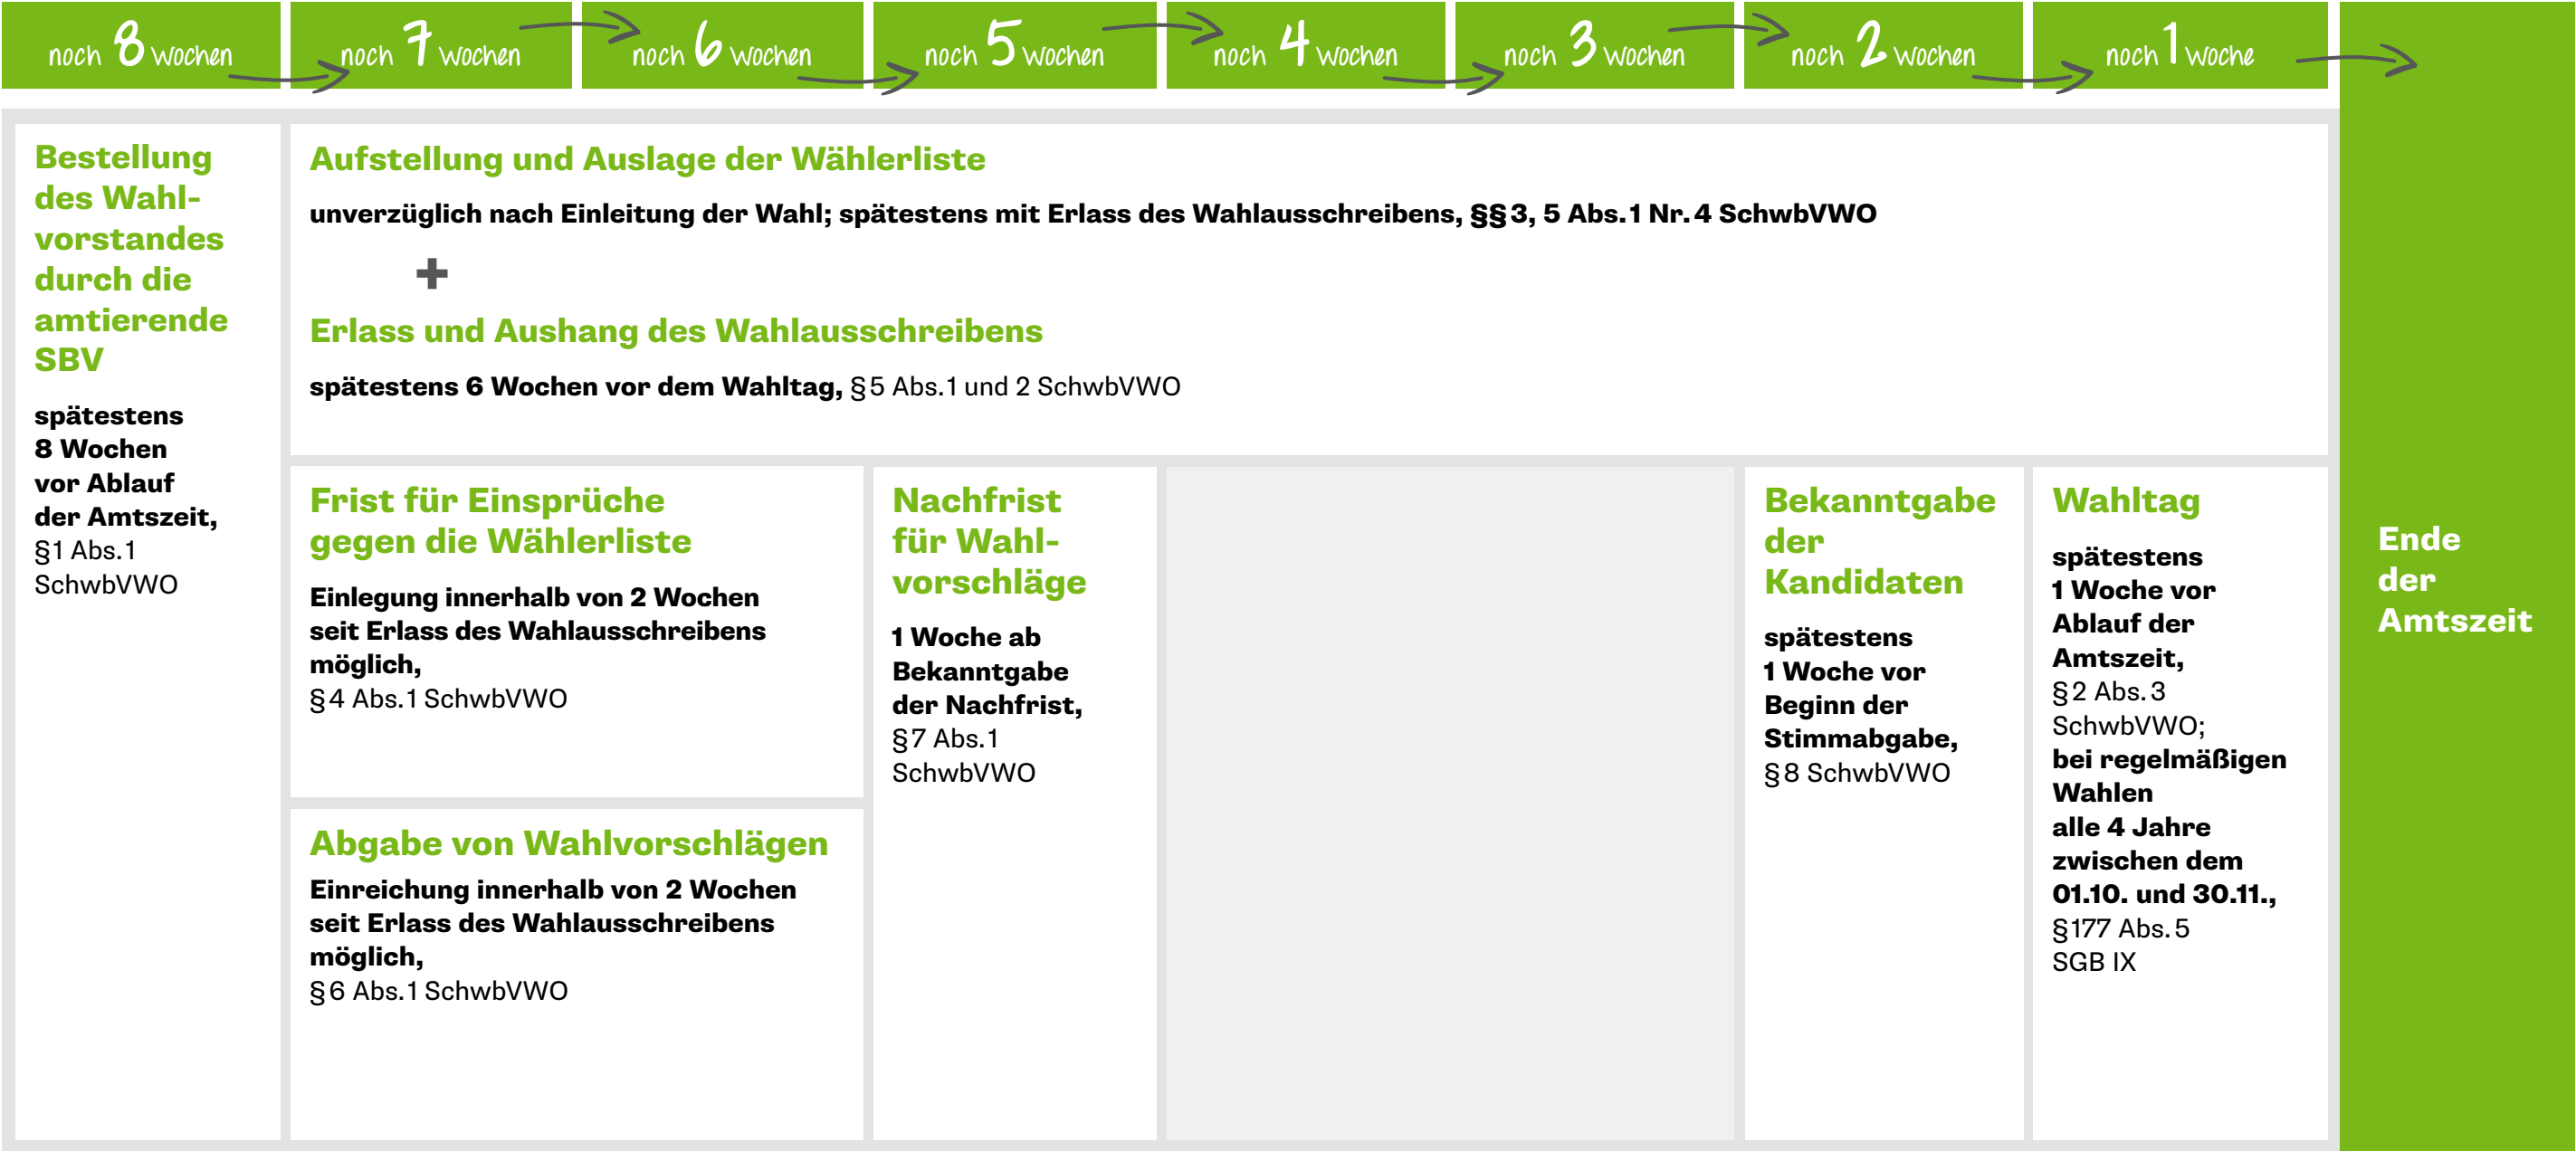 noch 8 Wochen
noch 7 Wochen
noch 6 Wochen
noch 5 Wochen
noch 4 Wochen
noch 3 Wochen
noch 2 Wochen
noch 1 Woche
Bestellung
des Wahl-
vorstandes
durch die
amtierende
SBV
spätestens
8 Wochen
vor Ablauf
der Amtszeit,
§1 Abs.1
SchwbVWO
Aufstellung und Auslage der Wählerliste
unverzüglich nach Einleitung der Wahl; spätestens mit Erlass des Wahlausschreibens, §§3, 5 Abs.1 Nr.4 SchwbVWO
+
Erlass und Aushang des Wahlausschreibens
spätestens 6 Wochen vor dem Wahltag, §5 Abs.1 und 2 SchwbVWO
Frist für Einsprüche
gegen die Wählerliste
Einlegung innerhalb von 2 Wochen
seit Erlass des Wahlausschreibens
möglich,
§4 Abs.1 SchwbVWO
Abgabe von Wahlvorschlägen
Einreichung innerhalb von 2 Wochen
seit Erlass des Wahlausschreibens
möglich,
§6 Abs.1 SchwbVWO
Nachfrist
für Wahl-
vorschläge
1 Woche ab
Bekanntgabe
der Nachfrist,
§7 Abs.1
SchwbVWO
Bekanntgabe
der
Kandidaten
spätestens
1 Woche vor
Beginn der
Stimmabgabe,
§8 SchwbVWO
Wahltag
spätestens
1 Woche vor
Ablauf der
Amtszeit,
§2 Abs.3
SchwbVWO;
bei regelmäßigen
Wahlen
alle 4 Jahre
zwischen dem
01.10. und 30.11.,
§177 Abs.5
SGB IX
Ende
der
Amtszeit